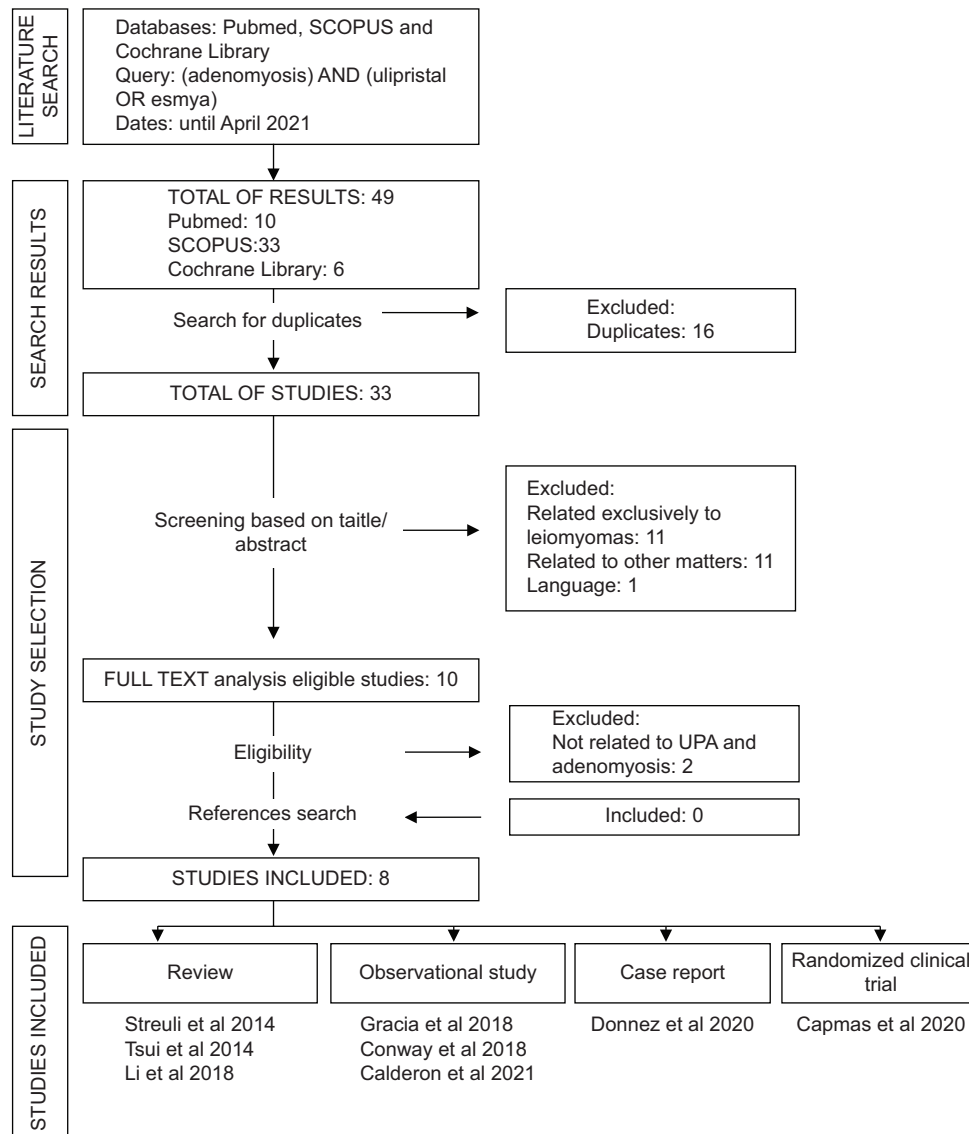 LITERATURE
SEARCH
Databases: Pubmed, SCOPUS and
Cochrane Library
Query: (adenomyosis) AND (ulipristal
OR esmya)
Dates: until April 2021
SEARCH RESULTS
TOTAL OF RESULTS: 49
Pubmed: 10
SCOPUS:33
Cochrane Library: 6
Search for duplicates
Excluded:
Duplicates: 16
TOTAL OF STUDIES: 33
STUDY SELECTION
Screening based on taitle/
abstract
Excluded:
Related exclusively to
leiomyomas: 11
Related to other matters: 11
Language: 1
FULL TEXT analysis eligible studies: 10
Eligibility
Excluded:
Not related to UPA and
adenomyosis: 2
References search
Included: 0
STUDIES INCLUDED: 8
STUDIES INCLUDED
Review
Streuli et al 2014
Tsui et al 2014
Li et al 2018
Observational study
Gracia et al 2018
Conway et al 2018
Calderon et al 2021
Case report
Donnez et al 2020
Randomized clinical
trial
Capmas et al 2020